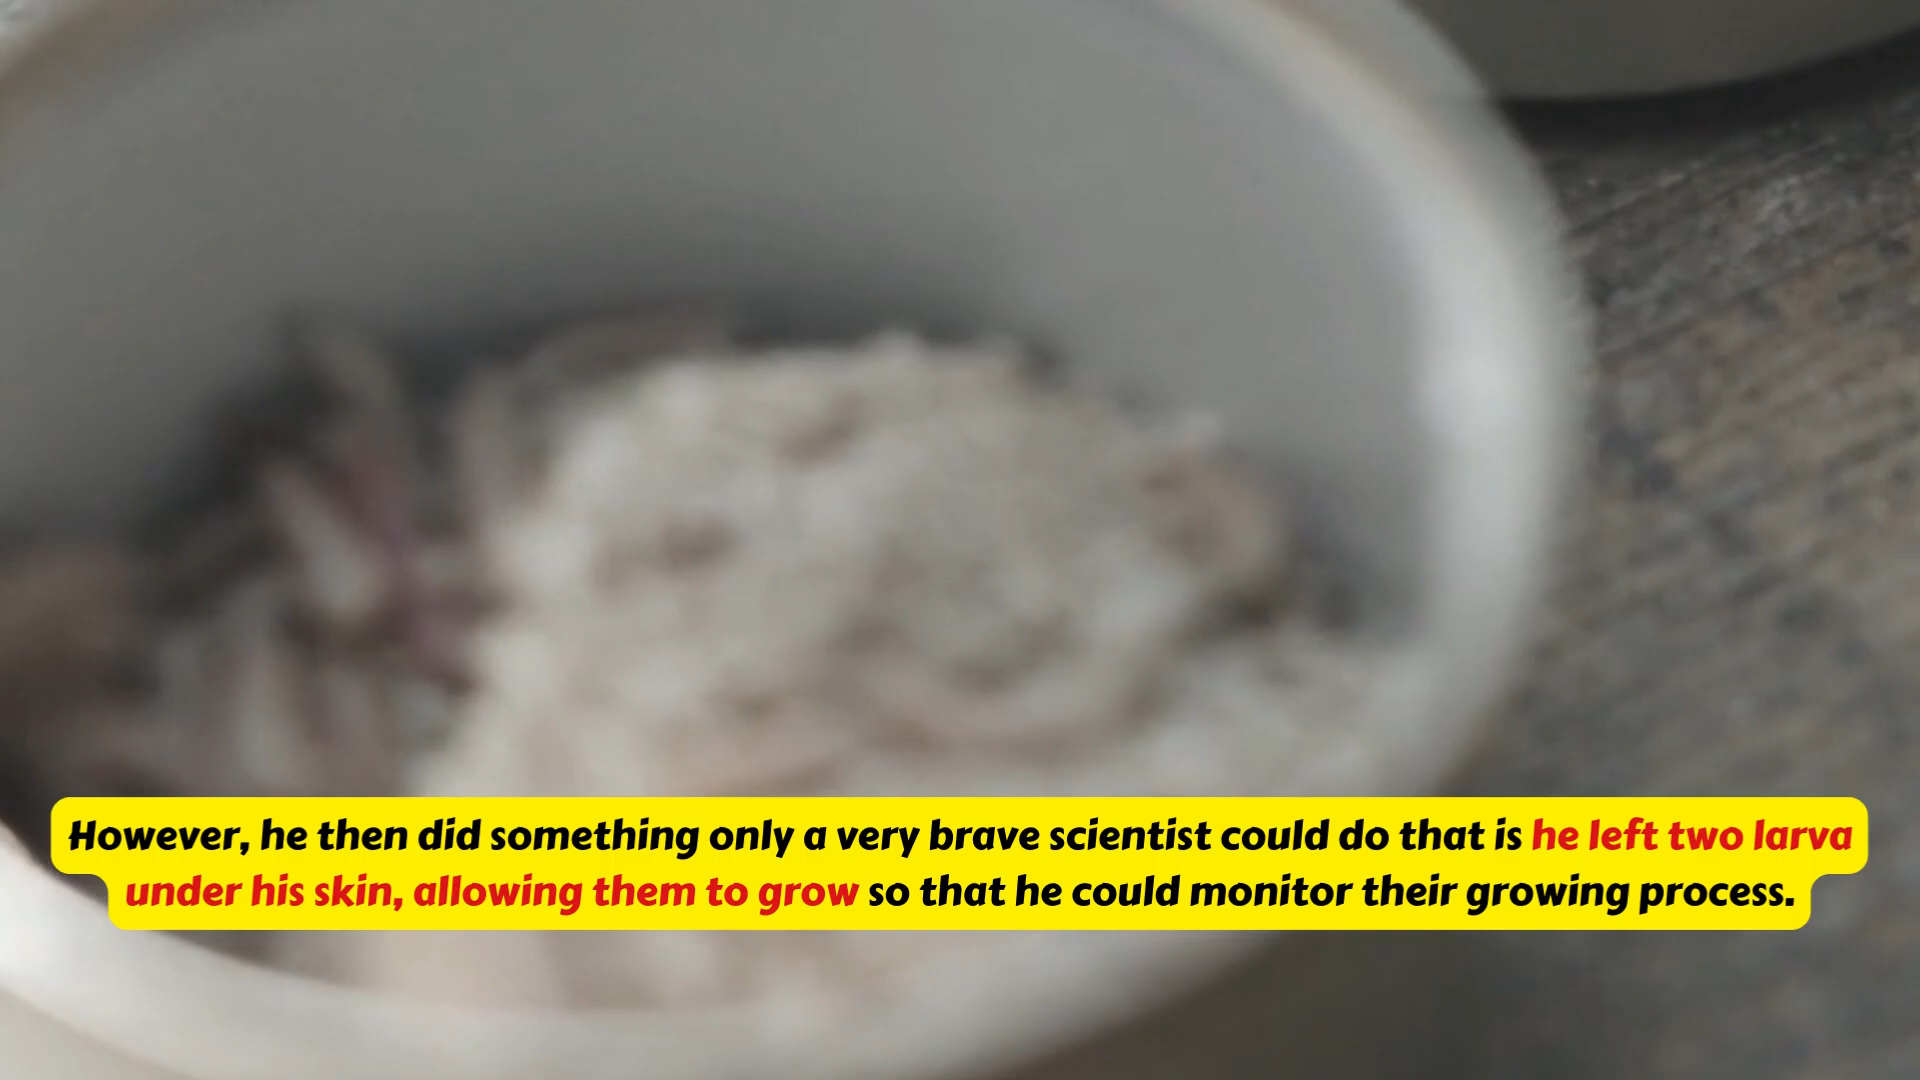 However, he then did something only a very brave scientist could do that is he left two larva
under his skin, allowing them to grow so that he could monitor their growing process.